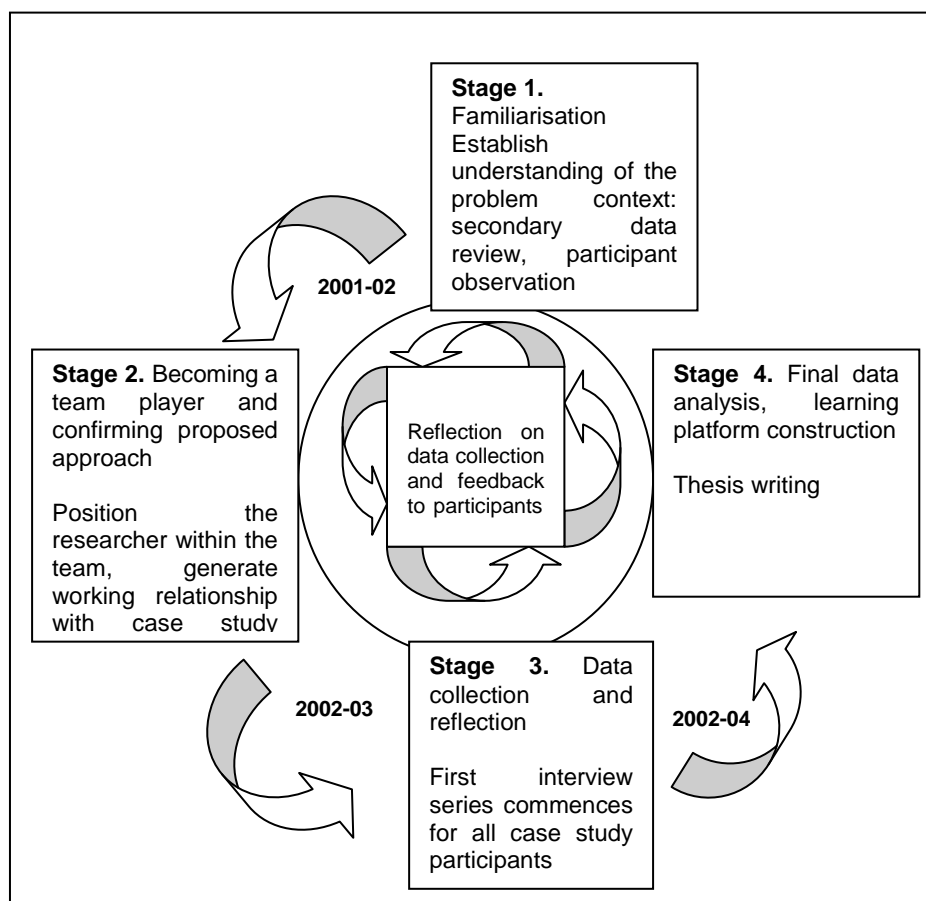 Stage 1.
Familiarisation
Establish
understanding of the
problem context:
secondary data
review, participant
observation
2001-02
Stage 2. Becoming a
team player and
confirming proposed
approach
Position the
researcher within the
team, generate
working relationship
with case study
Reflection on
data collection
and feedback
to participants
Stage 4. Final data
analysis, learning
platform construction
Thesis writing
2002-03
Stage 3. Data
collection and
reflection
First interview
series commences
for all case study
participants
2002-04